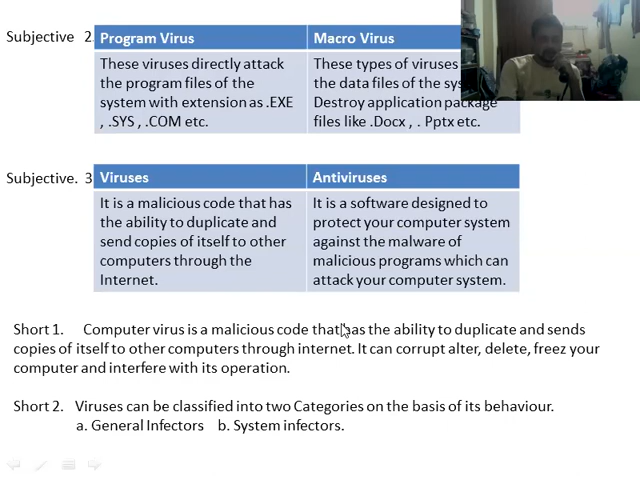 Subjective 2.
Program Virus
Macro Virus
These viruses directly attack
the program files of the
system with extension as .EXE
, .SYS , .COM etc.
These types of viruses
the data files of the sys
Destroy application package
files like .Docx , . Pptx etc.
Subjective. 3
Viruses
Antiviruses
It is a malicious code that has
the ability to duplicate and
send copies of itself to other
computers through the
Internet.
It is a software designed to
protect your computer system
against the malware of
malicious programs which can
attack your computer system.
Short 1. Computer virus is a malicious code that has the ability to duplicate and sends
copies of itself to other computers through internet. It can corrupt alter, delete, freez your
computer and interfere with its operation.
Short 2. Viruses can be classified into two Categories on the basis of its behaviour.
a. General Infectors b. System infectors.